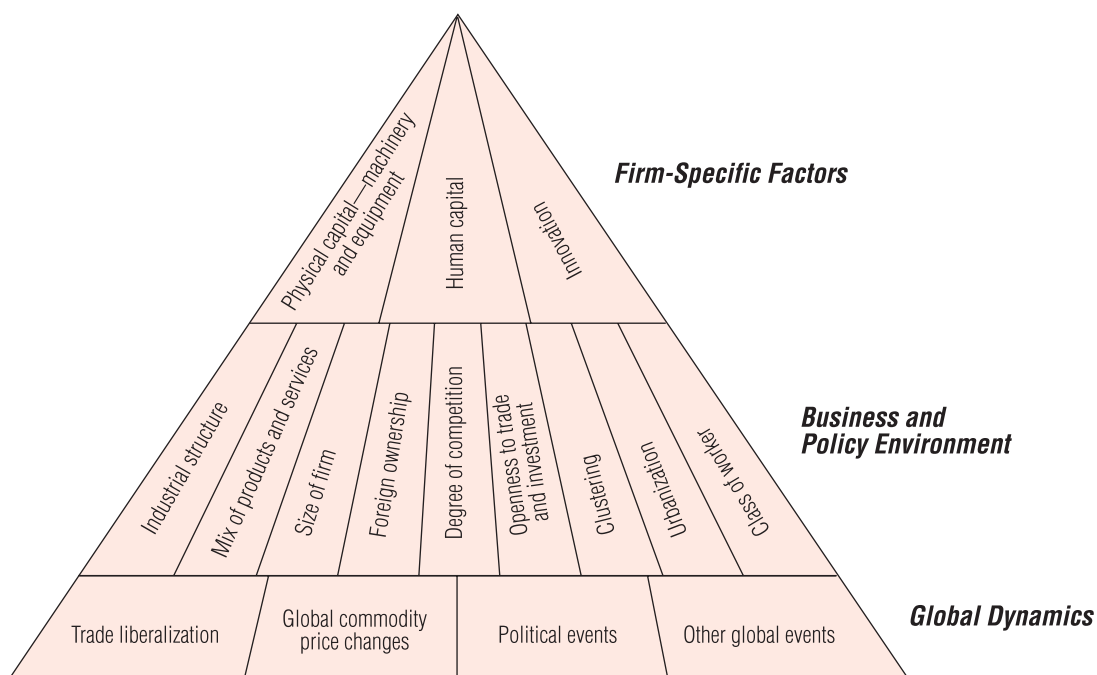 Physical capital—machinery
and equipment
Human capital
Innovation
Firm-Specific Factors
Industrial structure
Mix of products and services
Size of firm
Foreign ownership
Degree of competition
Openness to trade
and investment
Clustering
Urbanization
Class of worker
Business and
Policy Environment
Trade liberalization
Global commodity
price changes
Political events
Other global events
Global Dynamics